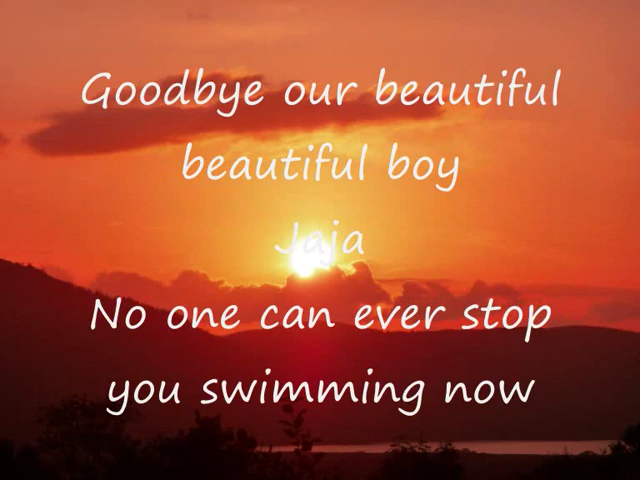 Goodbye our beautiful
beautiful boy
Jaja
No one can ever stop
you swimming now